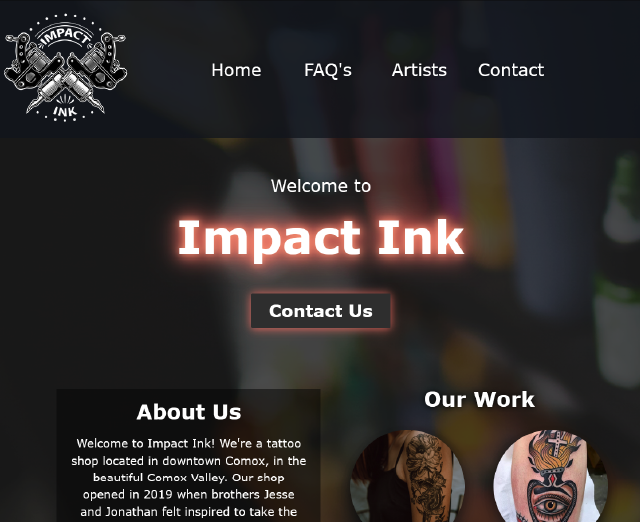 IMPACT
INK
Home FAQ's Artists Contact
Welcome to
Impact Ink
Contact Us
About Us
Welcome to Impact Ink! We're a tattoo
shop located in downtown Comox, in the
beautiful Comox Valley. Our shop
opened in 2019 when brothers Jesse
and Jonathan felt inspired to take the
Our Work